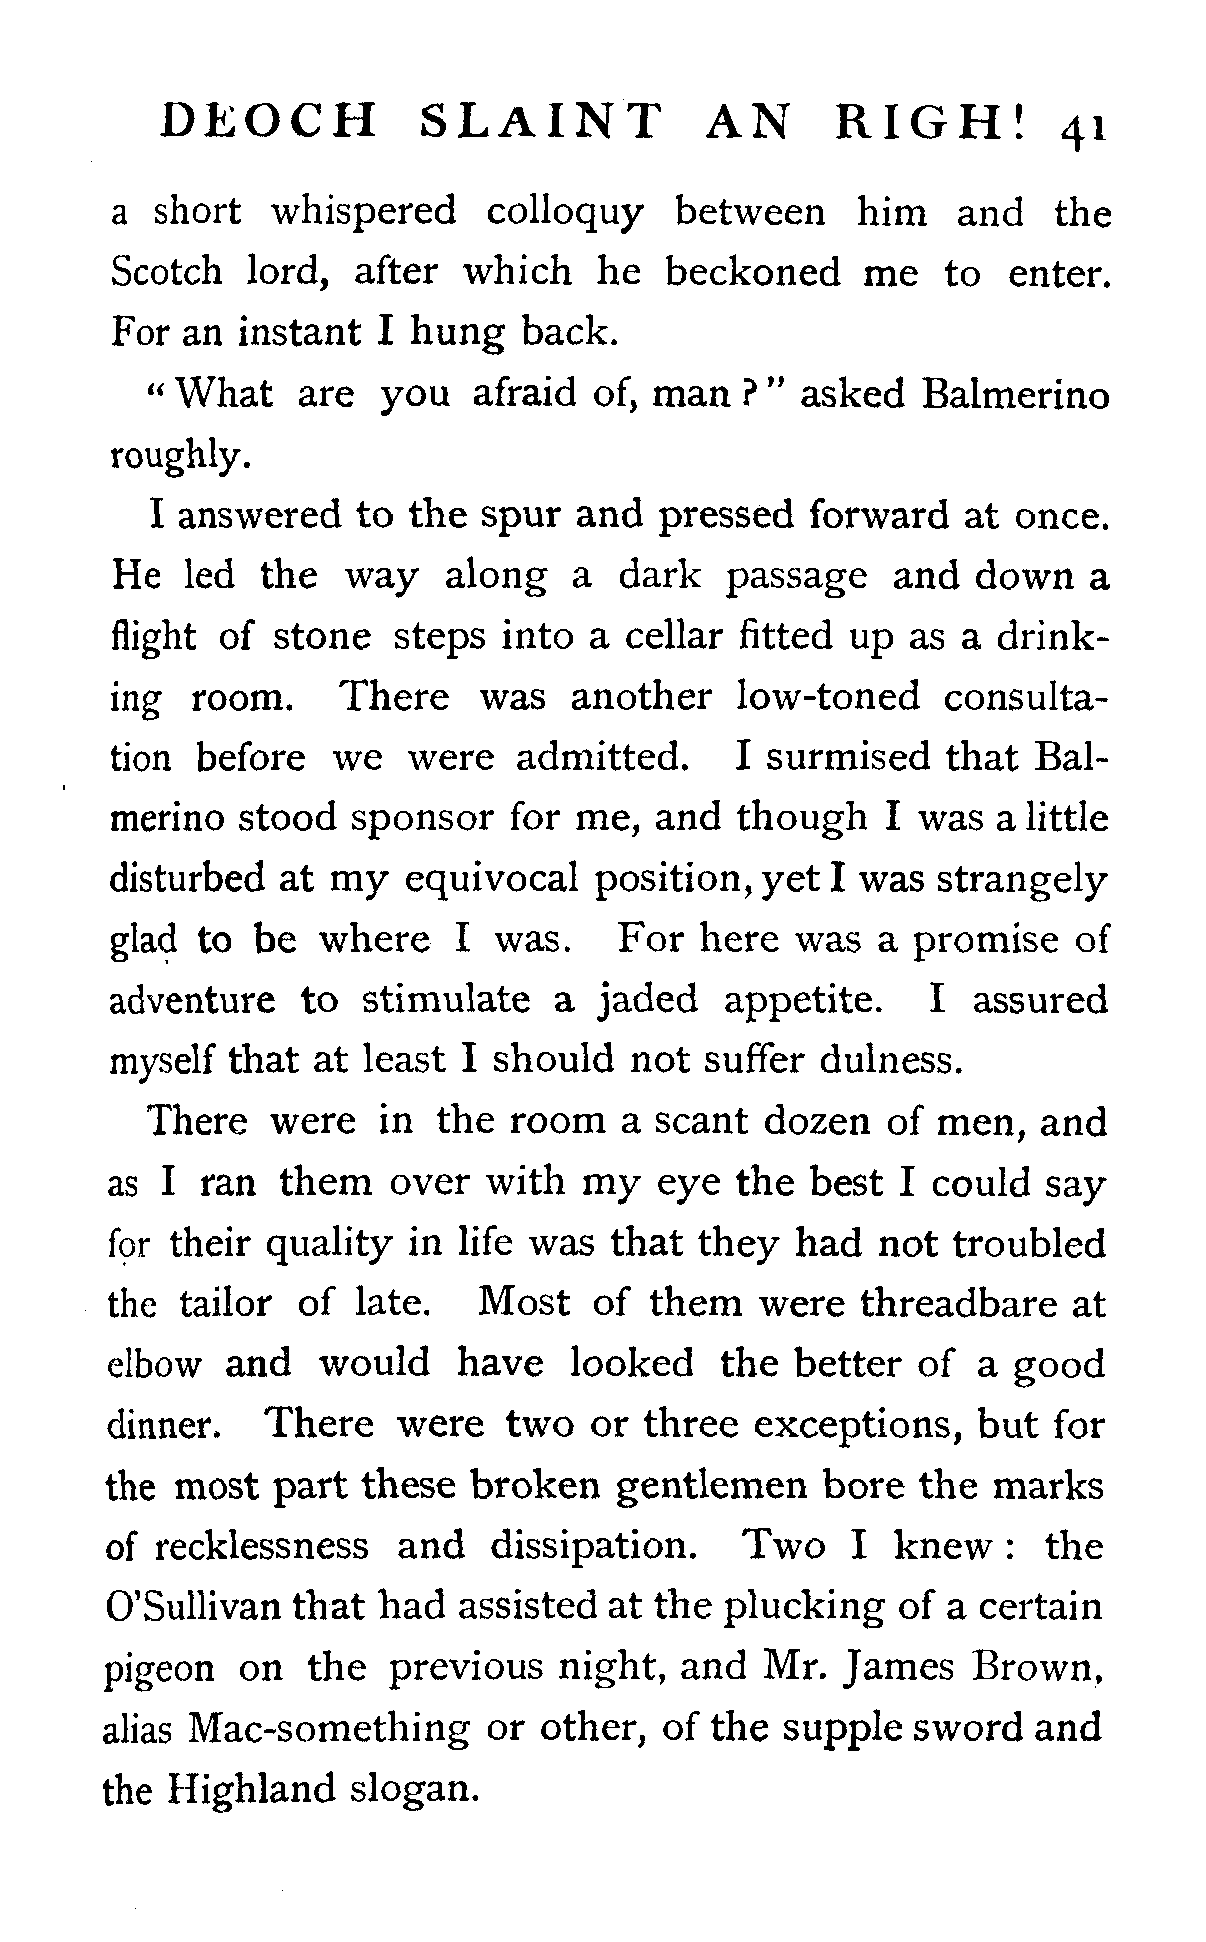 DEOCH SLAINT AN RIGH! 41
a short whispered colloquy between him and the
Scotch lord, after which he beckoned me to enter.
For an instant I hung back.
“ What are you afraid of, man ? ” asked Balmerino
roughly.
I answered to the spur and pressed forward at once.
He led the way along a dark passage and down a
flight of stone steps into a cellar fitted up as a drink-
ing room. There was another low-toned consulta-
tion before we were admitted. I surmised that Bal-
merino stood sponsor for me, and though I was a little
disturbed at my equivocal position, yet I was strangely
glad to be where I was. For here was a promise of
adventure to stimulate a jaded appetite. I assured
myself that at least I should not suffer dulness.
There were in the room a scant dozen of men, and
as I ran them over with my eye the best I could say
for their quality in life was that they had not troubled
the tailor of late. Most of them were threadbare at
elbow and would have looked the better of a good
dinner. There were two or three exceptions, but for
the most part these broken gentlemen bore the marks
of recklessness and dissipation. Two I knew : the
O’Sullivan that had assisted at the plucking of a certain
pigeon on the previous night, and Mr. James Brown,
alias Mac-something or other, of the supple sword and
the Highland slogan.